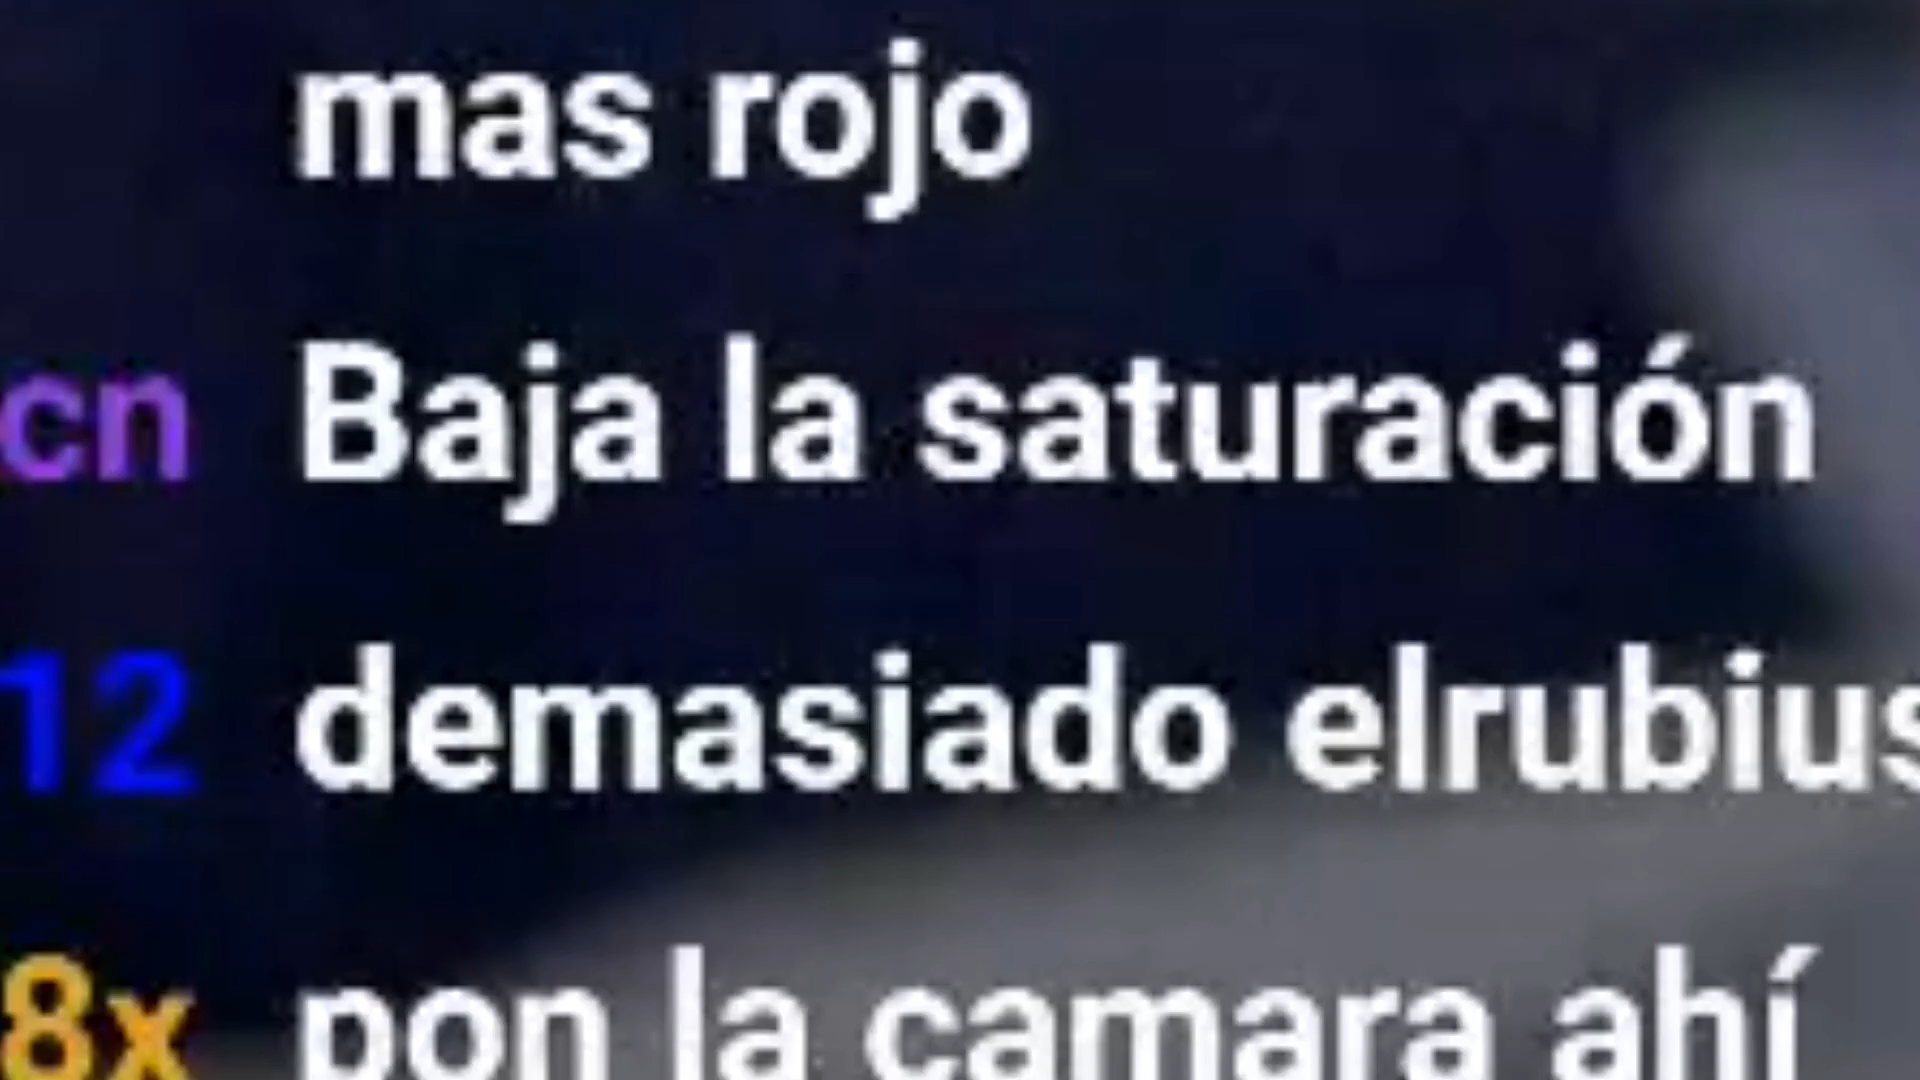 mas rojo
cn Baja la saturación
12 demasiado elrubius
8x pon la camara ahí